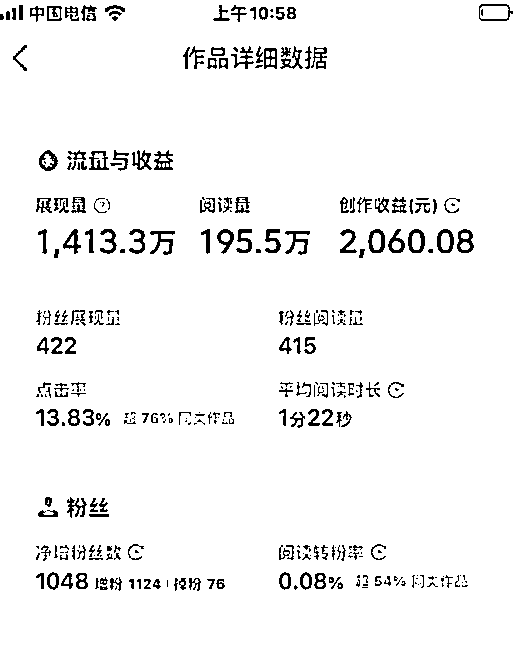 中国电信 上午10:58
作品详细数据
流量与收益
展现量 阅读量 创作收益(元)
1,413.3万 195.5万 2,060.08
粉丝展现量 粉丝阅读量
422 415
点击率 平均阅读时长
13.83% 超 76% 同类作品 1分22秒
粉丝
净增粉丝数 阅读转粉率
1048 增粉 1124 | 掉粉 76 0.08% 超 54% 同类作品